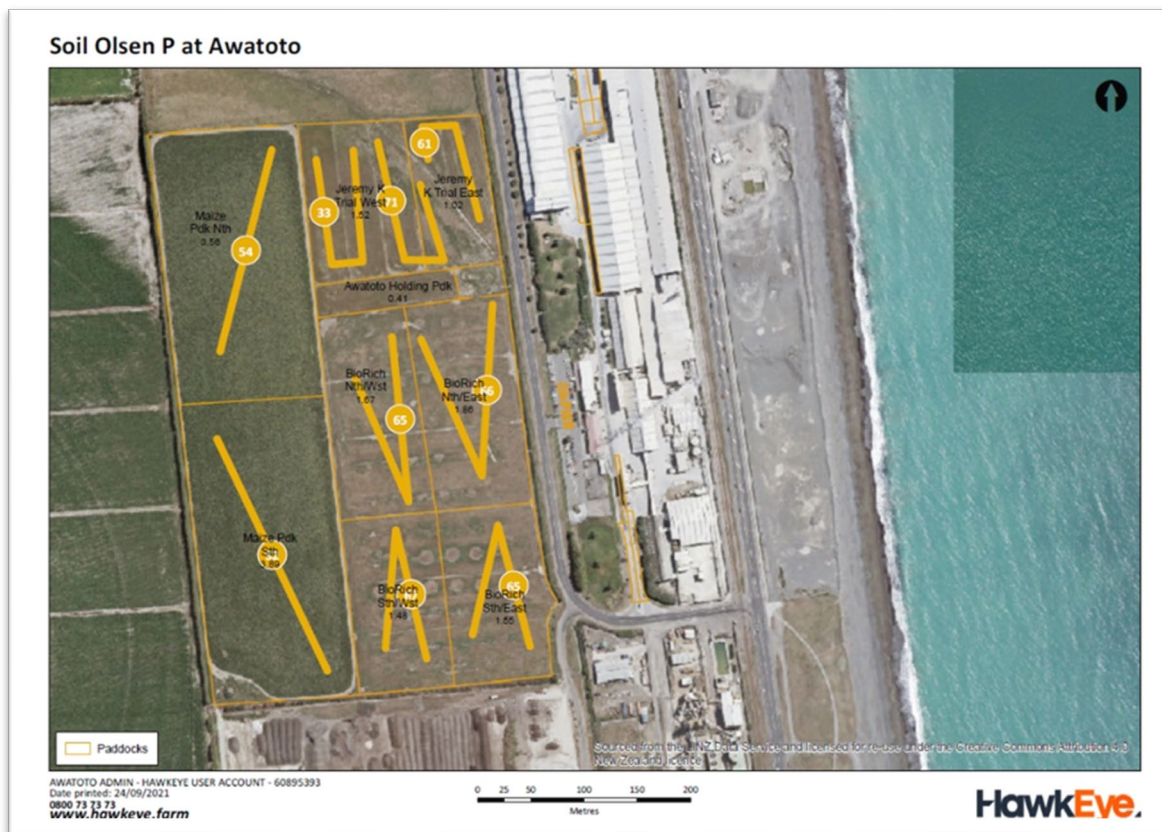 Soil Olsen P at Awatoto
61
Jeremy
K Trial East
1.02
Jeremy K
Trial West
1.52
33
71
Maize
Pdk Nth
3.56
54
Awatoto Holding Pdk
0.41
BioRich
Nth/Wst
1.67
65
BioRich
Nth/East
1.86
66
Maize Pdk
Sth
3.89
BioRich
Sth/Wst
1.48
65
BioRich
Sth/East
1.55
Paddocks
Sourced from the LINZ Data Service and licensed for re-use under the Creative Commons Attribution 4.0
New Zealand licence
AWATOTO ADMIN - HAWKEYE USER ACCOUNT - 60895393
Date printed: 24/09/2021
0800 73 73 73
www.hawkeye.farm
0 25 50 100 150 200
Metres
HawkEye.